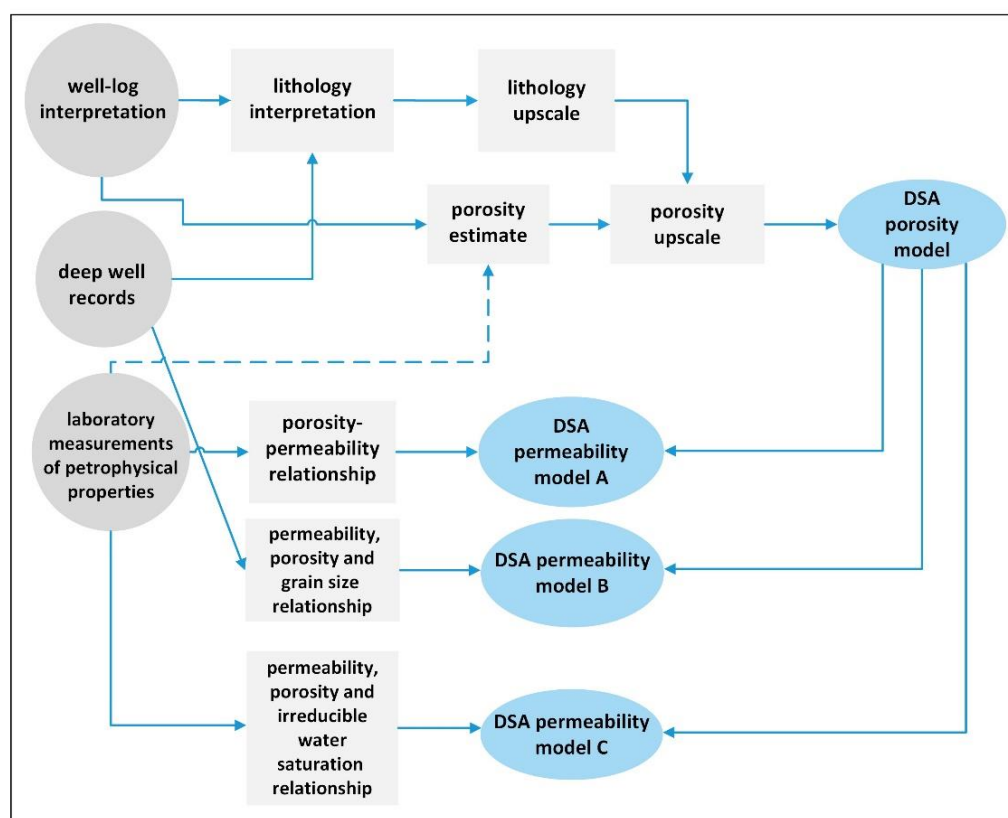 well-log
interpretation
lithology
interpretation
lithology
upscale
deep well
records
porosity
estimate
porosity
upscale
DSA
porosity
model
laboratory
measurements
of petrophysical
properties
porosity-
permeability
relationship
DSA
permeability
model A
permeability,
porosity and
grain size
relationship
DSA permeability
model B
permeability,
porosity and
irreducible
water
saturation
relationship
DSA permeability
model C